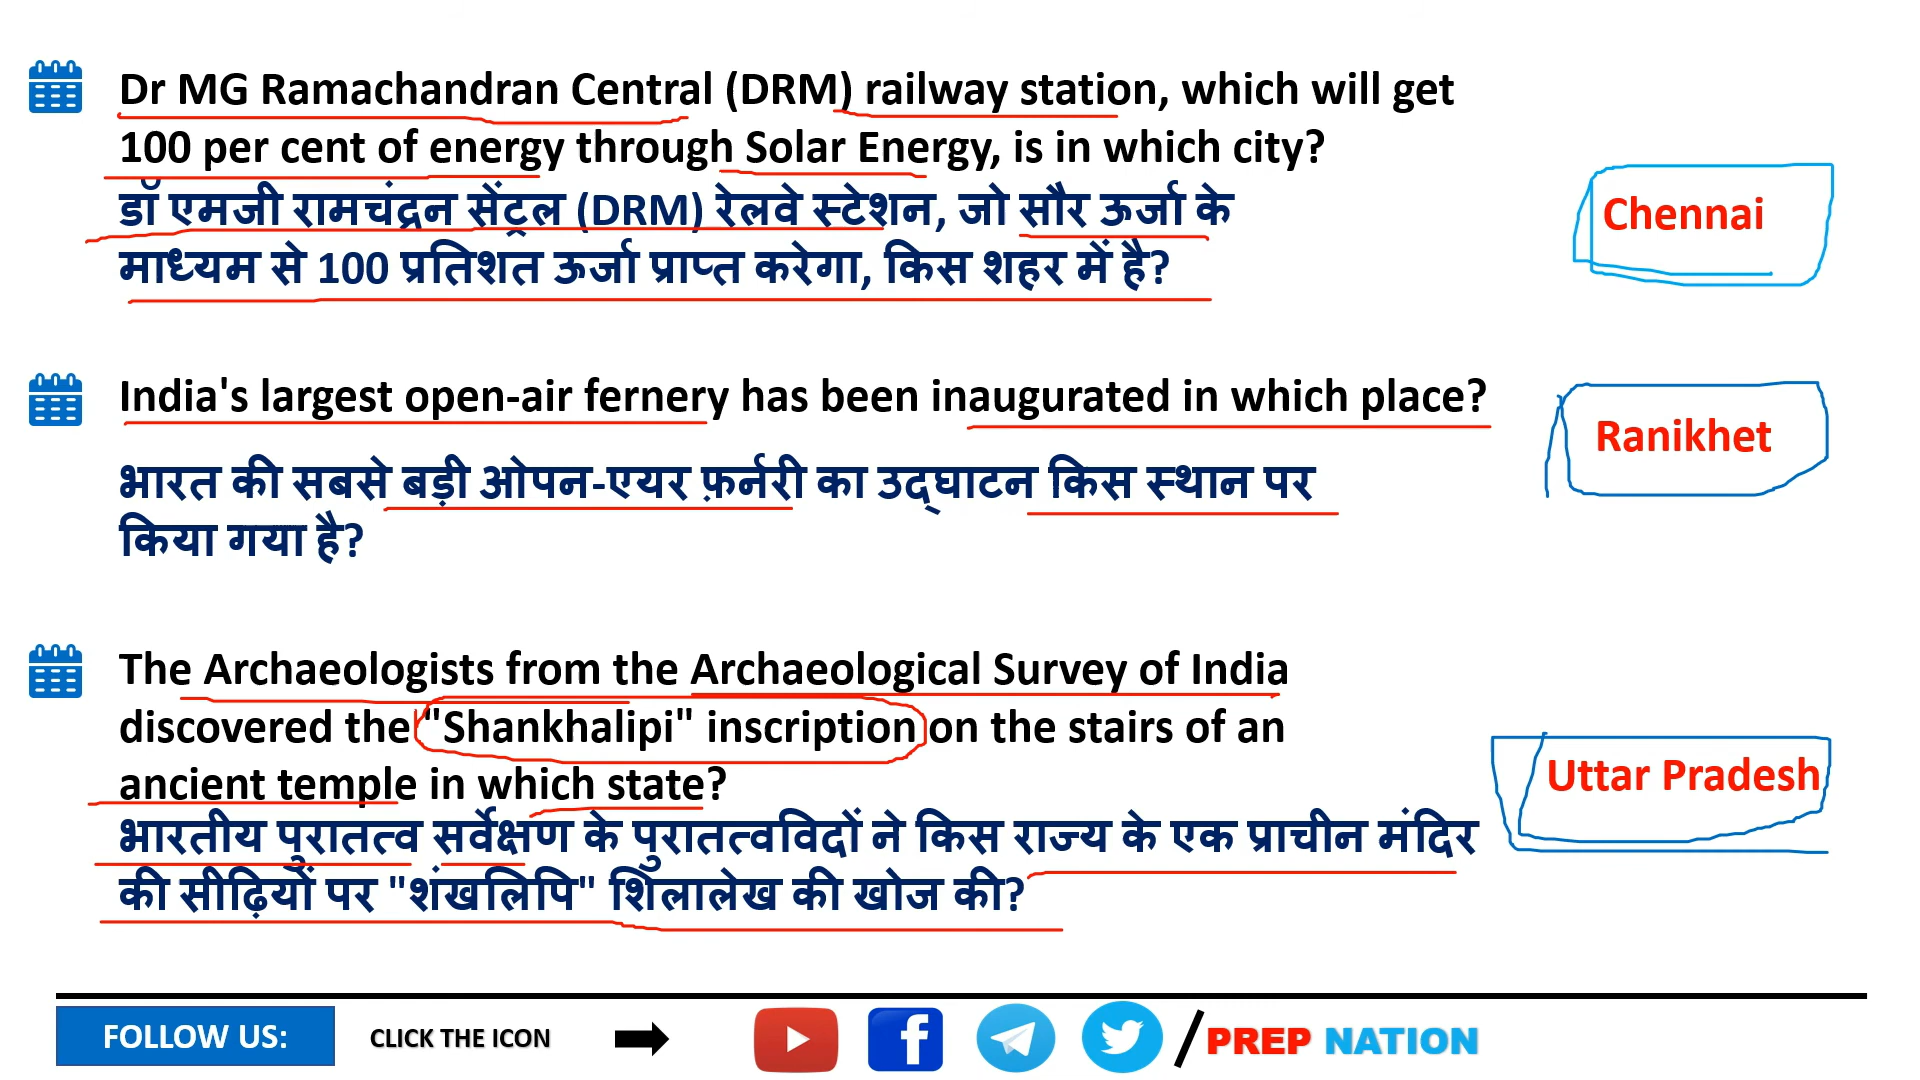 Dr MG Ramachandran Central (DRM) railway station, which will get
100 per cent of energy through Solar Energy, is in which city?
डॉ एमजी रामचंद्रन सेंट्रल (DRM) रेलवे स्टेशन, जो सौर ऊर्जा के
माध्यम से 100 प्रतिशत ऊर्जा प्राप्त करेगा, किस शहर में है?
Chennai
India's largest open-air fernery has been inaugurated in which place?
भारत की सबसे बड़ी ओपन-एयर फ़र्नरी का उद्घाटन किस स्थान पर
किया गया है?
Ranikhet
The Archaeologists from the Archaeological Survey of India
discovered the "Shankhalipi" inscription on the stairs of an
ancient temple in which state?
भारतीय पुरातत्व सर्वेक्षण के पुरातत्वविदों ने किस राज्य के एक प्राचीन मंदिर
की सीढ़ियों पर "शंखलिपि" शिलालेख की खोज की?
Uttar Pradesh
FOLLOW US:
CLICK THE ICON
/PREP NATION